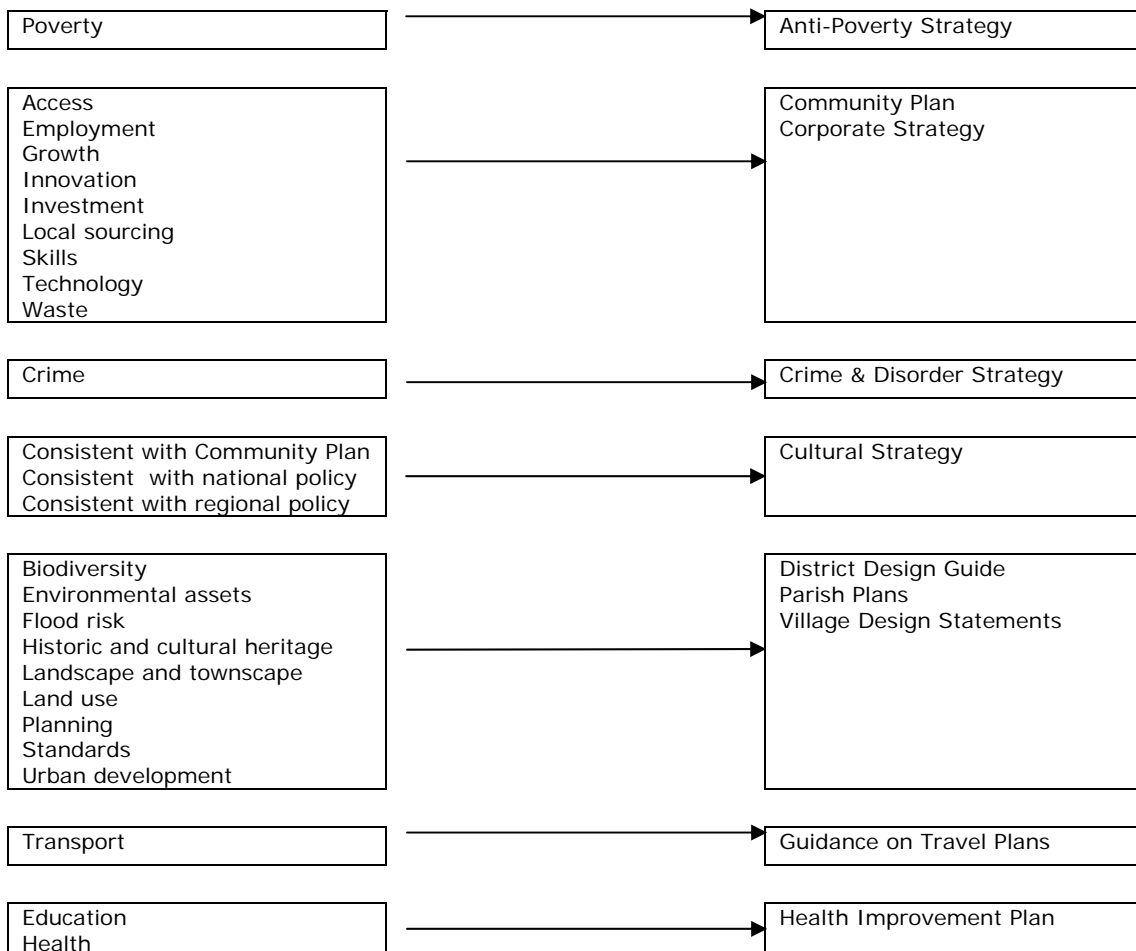 Poverty
Anti-Poverty Strategy
Access
Employment
Growth
Innovation
Investment
Local sourcing
Skills
Technology
Waste
Community Plan
Corporate Strategy
Crime
Crime & Disorder Strategy
Consistent with Community Plan
Consistent with national policy
Consistent with regional policy
Cultural Strategy
Biodiversity
Environmental assets
Flood risk
Historic and cultural heritage
Landscape and townscape
Land use
Planning
Standards
Urban development
District Design Guide
Parish Plans
Village Design Statements
Transport
Guidance on Travel Plans
Education
Health
Health Improvement Plan